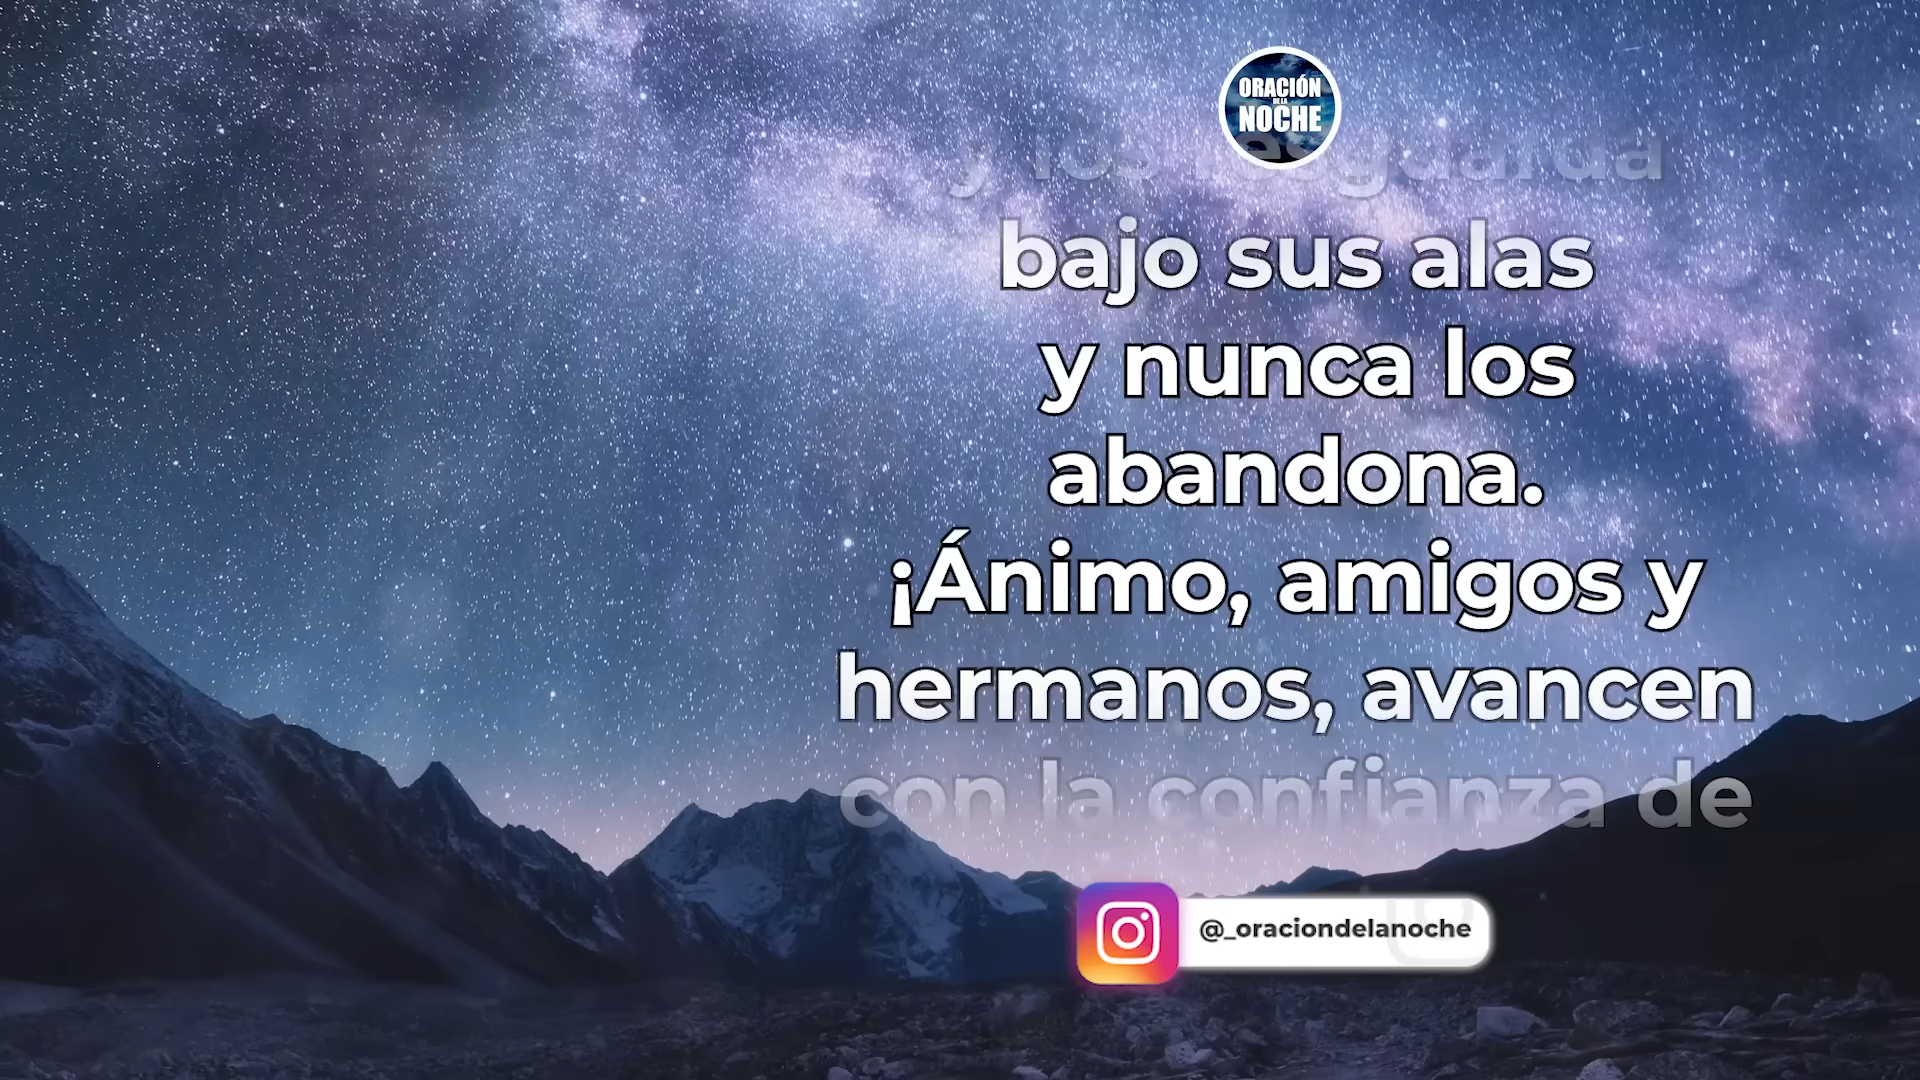 ORACIÓN
DE LA
NOCHE
y los resguarda
bajo sus alas
y nunca los
abandona.
¡Ánimo, amigos y
hermanos, avancen
con la confianza de
@_oraciondelanoche